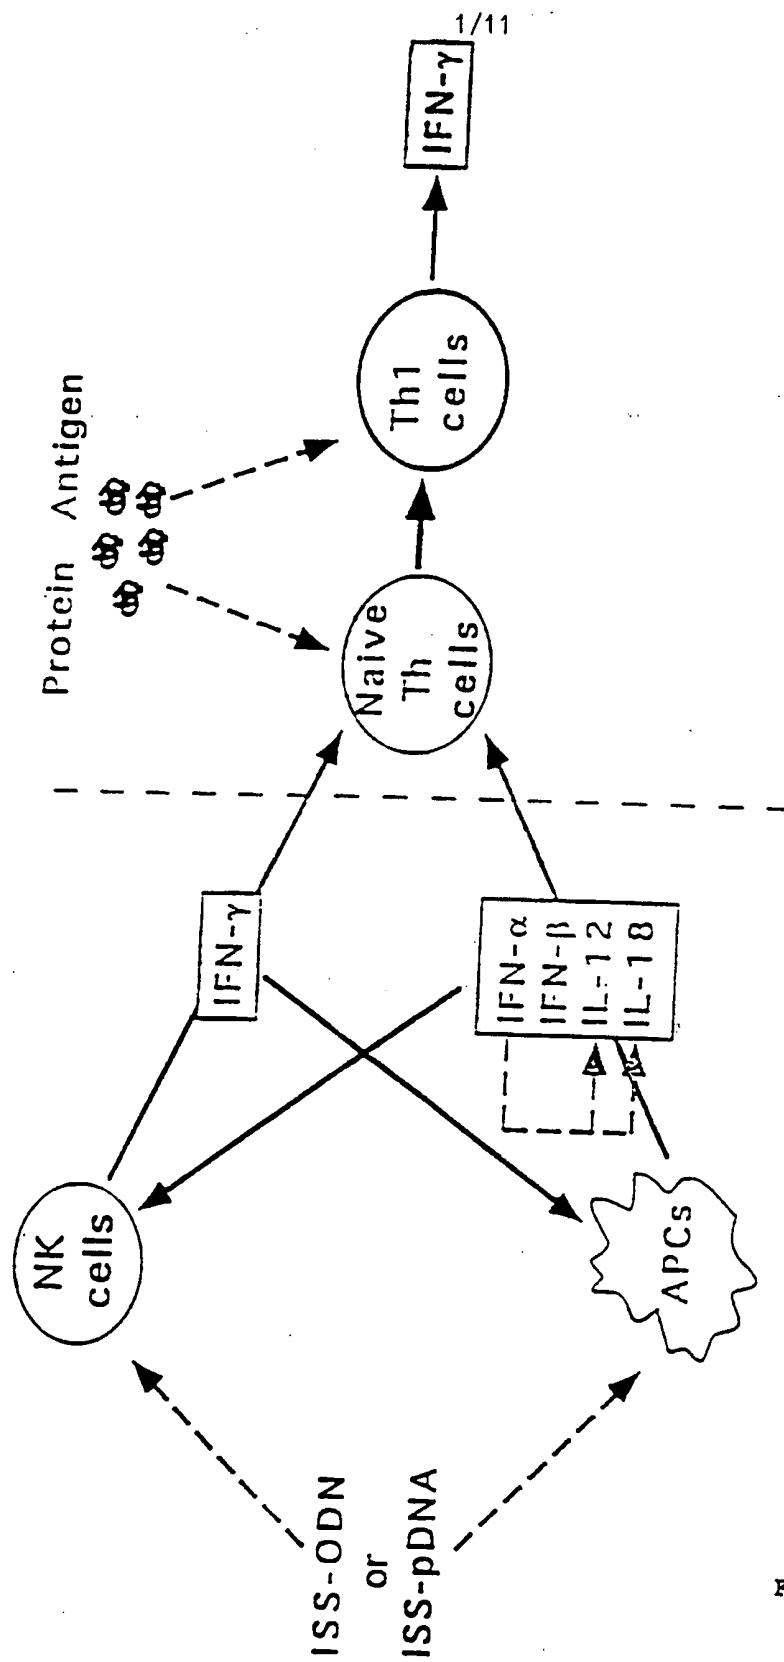 1/11
ISS-ODN
or
ISS-pDNA
NK
cells
APCs
IFN-γ
IFN-α
IFN-β
IL-12
IL-18
Protein Antigen
Naive
Th
cells
Th1
cells
IFN-γ